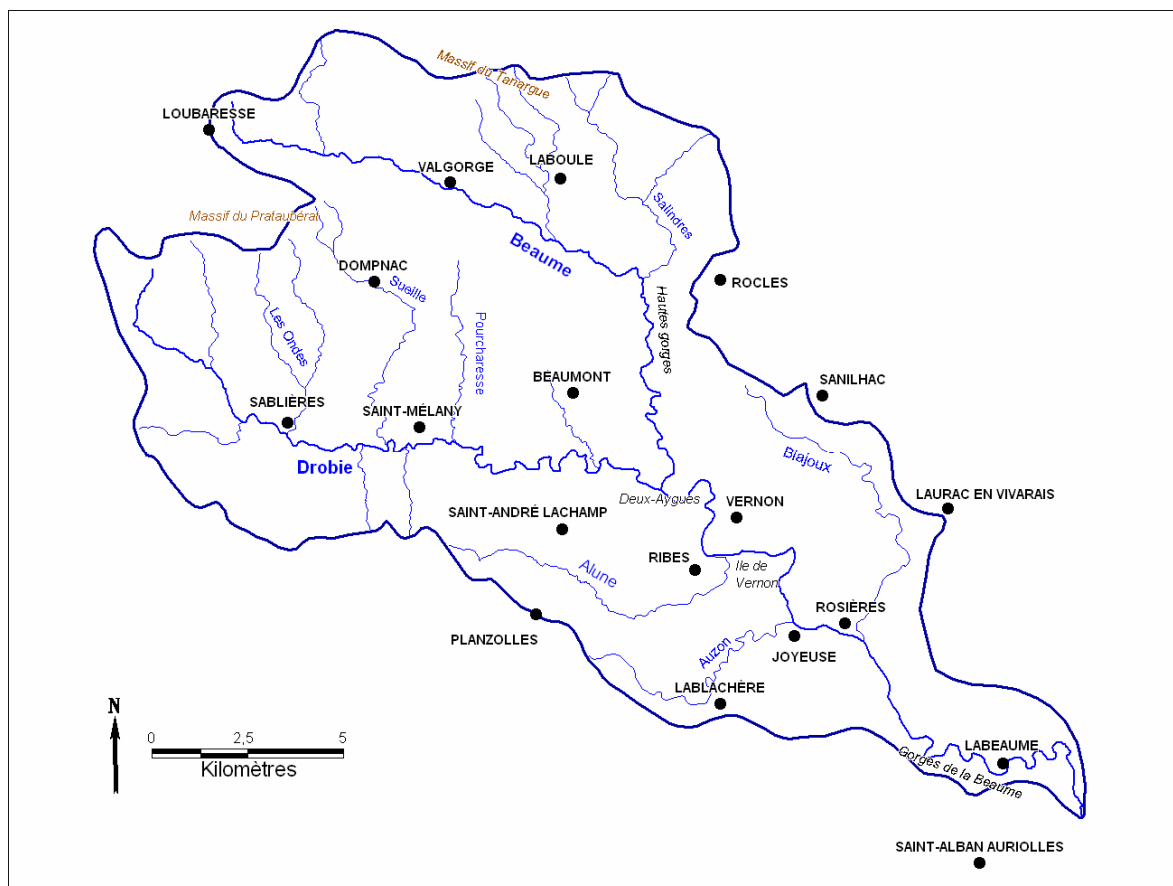 Massif du Tanargue
LOUBARESSE
VALGORGE
LABOULE
Salindres
Massif du Prataubérat
Beaume
DOMPNAC
Sueille
ROCLES
Hautes gorges
Les Ondes
Pourcharesse
BEAUMONT
SANILHAC
SABLIÈRES
SAINT-MÉLANY
Drobie
Biajoux
Deux-Aygues
VERNON
LAURAC EN VIVARAIS
SAINT-ANDRÉ LACHAMP
Alune
RIBES
Ile de
Vernon
ROSIÈRES
PLANZOLLES
Auzon
JOYEUSE
LABLACHÈRE
N
0 2,5 5
Kilomètres
LABEAUME
Gorges de la Beaume
SAINT-ALBAN AURIOLLES